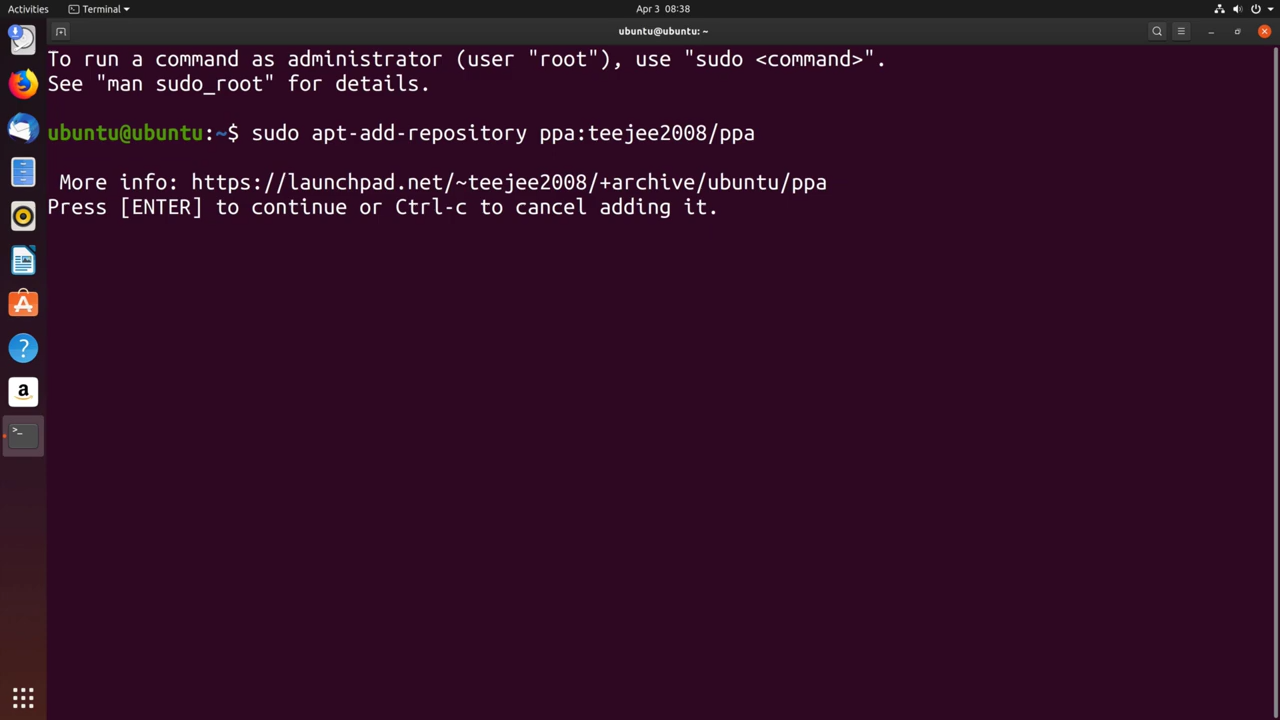 Activities
Terminal
Apr 3 08:38
ubuntu@ubuntu: ~
To run a command as administrator (user "root"), use "sudo <command>".
See "man sudo_root" for details.
ubuntu@ubuntu:~$ sudo apt-add-repository ppa:teejee2008/ppa
More info: https://launchpad.net/~teejee2008/+archive/ubuntu/ppa
Press [ENTER] to continue or Ctrl-c to cancel adding it.